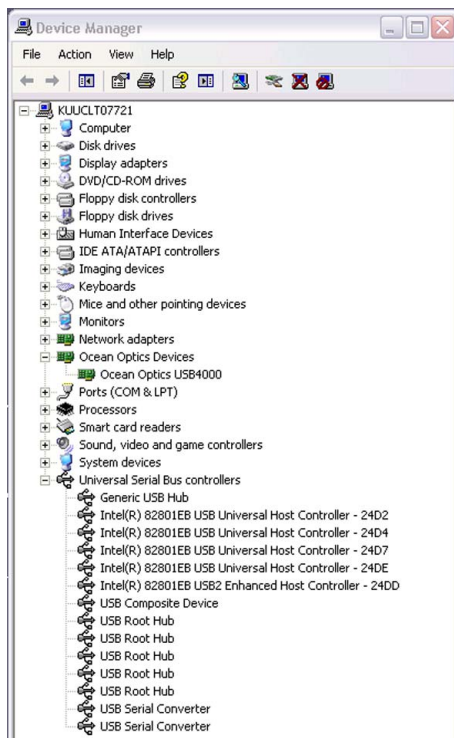 Device Manager
File Action View Help
KUUCLT07721
Computer
Disk drives
Display adapters
DVD/CD-ROM drives
Floppy disk controllers
Floppy disk drives
Human Interface Devices
IDE ATA/ATAPI controllers
Imaging devices
Keyboards
Mice and other pointing devices
Monitors
Network adapters
Ocean Optics Devices
Ocean Optics USB4000
Ports (COM & LPT)
Processors
Smart card readers
Sound, video and game controllers
System devices
Universal Serial Bus controllers
Generic USB Hub
Intel(R) 82801EB USB Universal Host Controller - 24D2
Intel(R) 82801EB USB Universal Host Controller - 24D4
Intel(R) 82801EB USB Universal Host Controller - 24D7
Intel(R) 82801EB USB Universal Host Controller - 24DE
Intel(R) 82801EB USB2 Enhanced Host Controller - 24DD
USB Composite Device
USB Root Hub
USB Root Hub
USB Root Hub
USB Root Hub
USB Root Hub
USB Serial Converter
USB Serial Converter